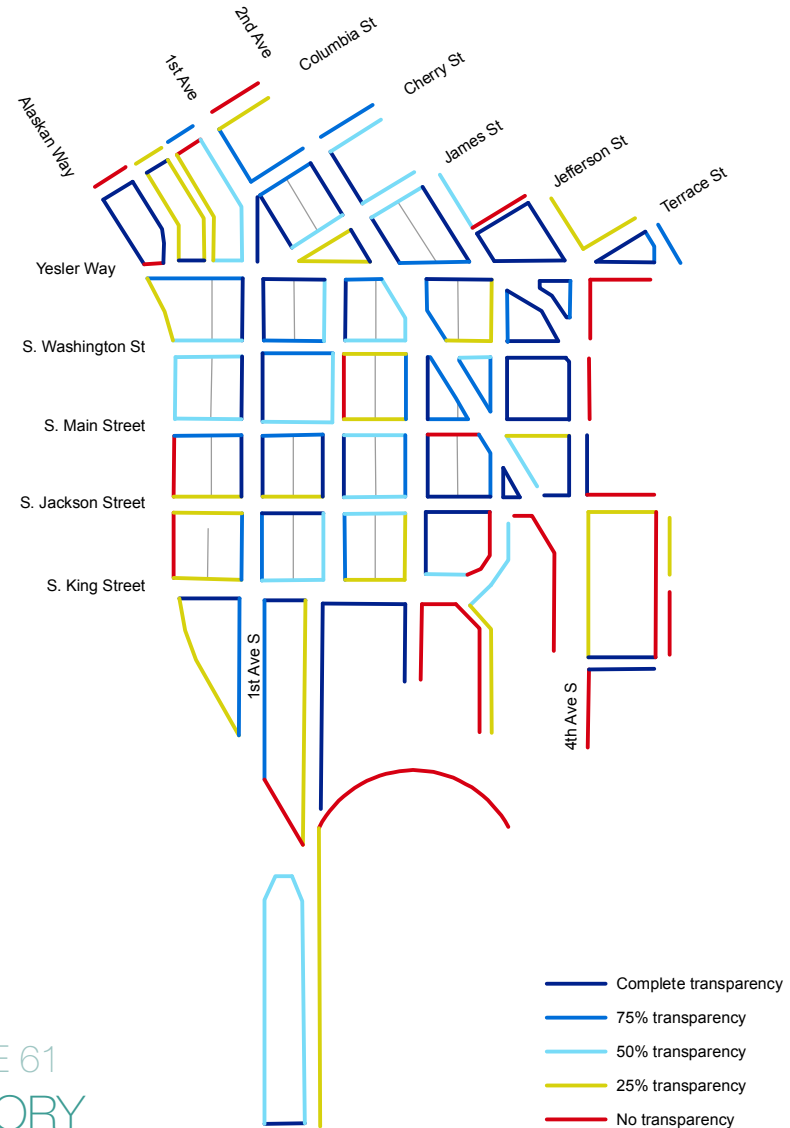 2nd Ave
Columbia St
1st Ave
Cherry St
Alaskan Way
James St
Jefferson St
Terrace St
Yesler Way
S. Washington St
S. Main Street
S. Jackson Street
S. King Street
1st Ave S
4th Ave S
Complete transparency
75% transparency
50% transparency
25% transparency
No transparency
E 61
ORY